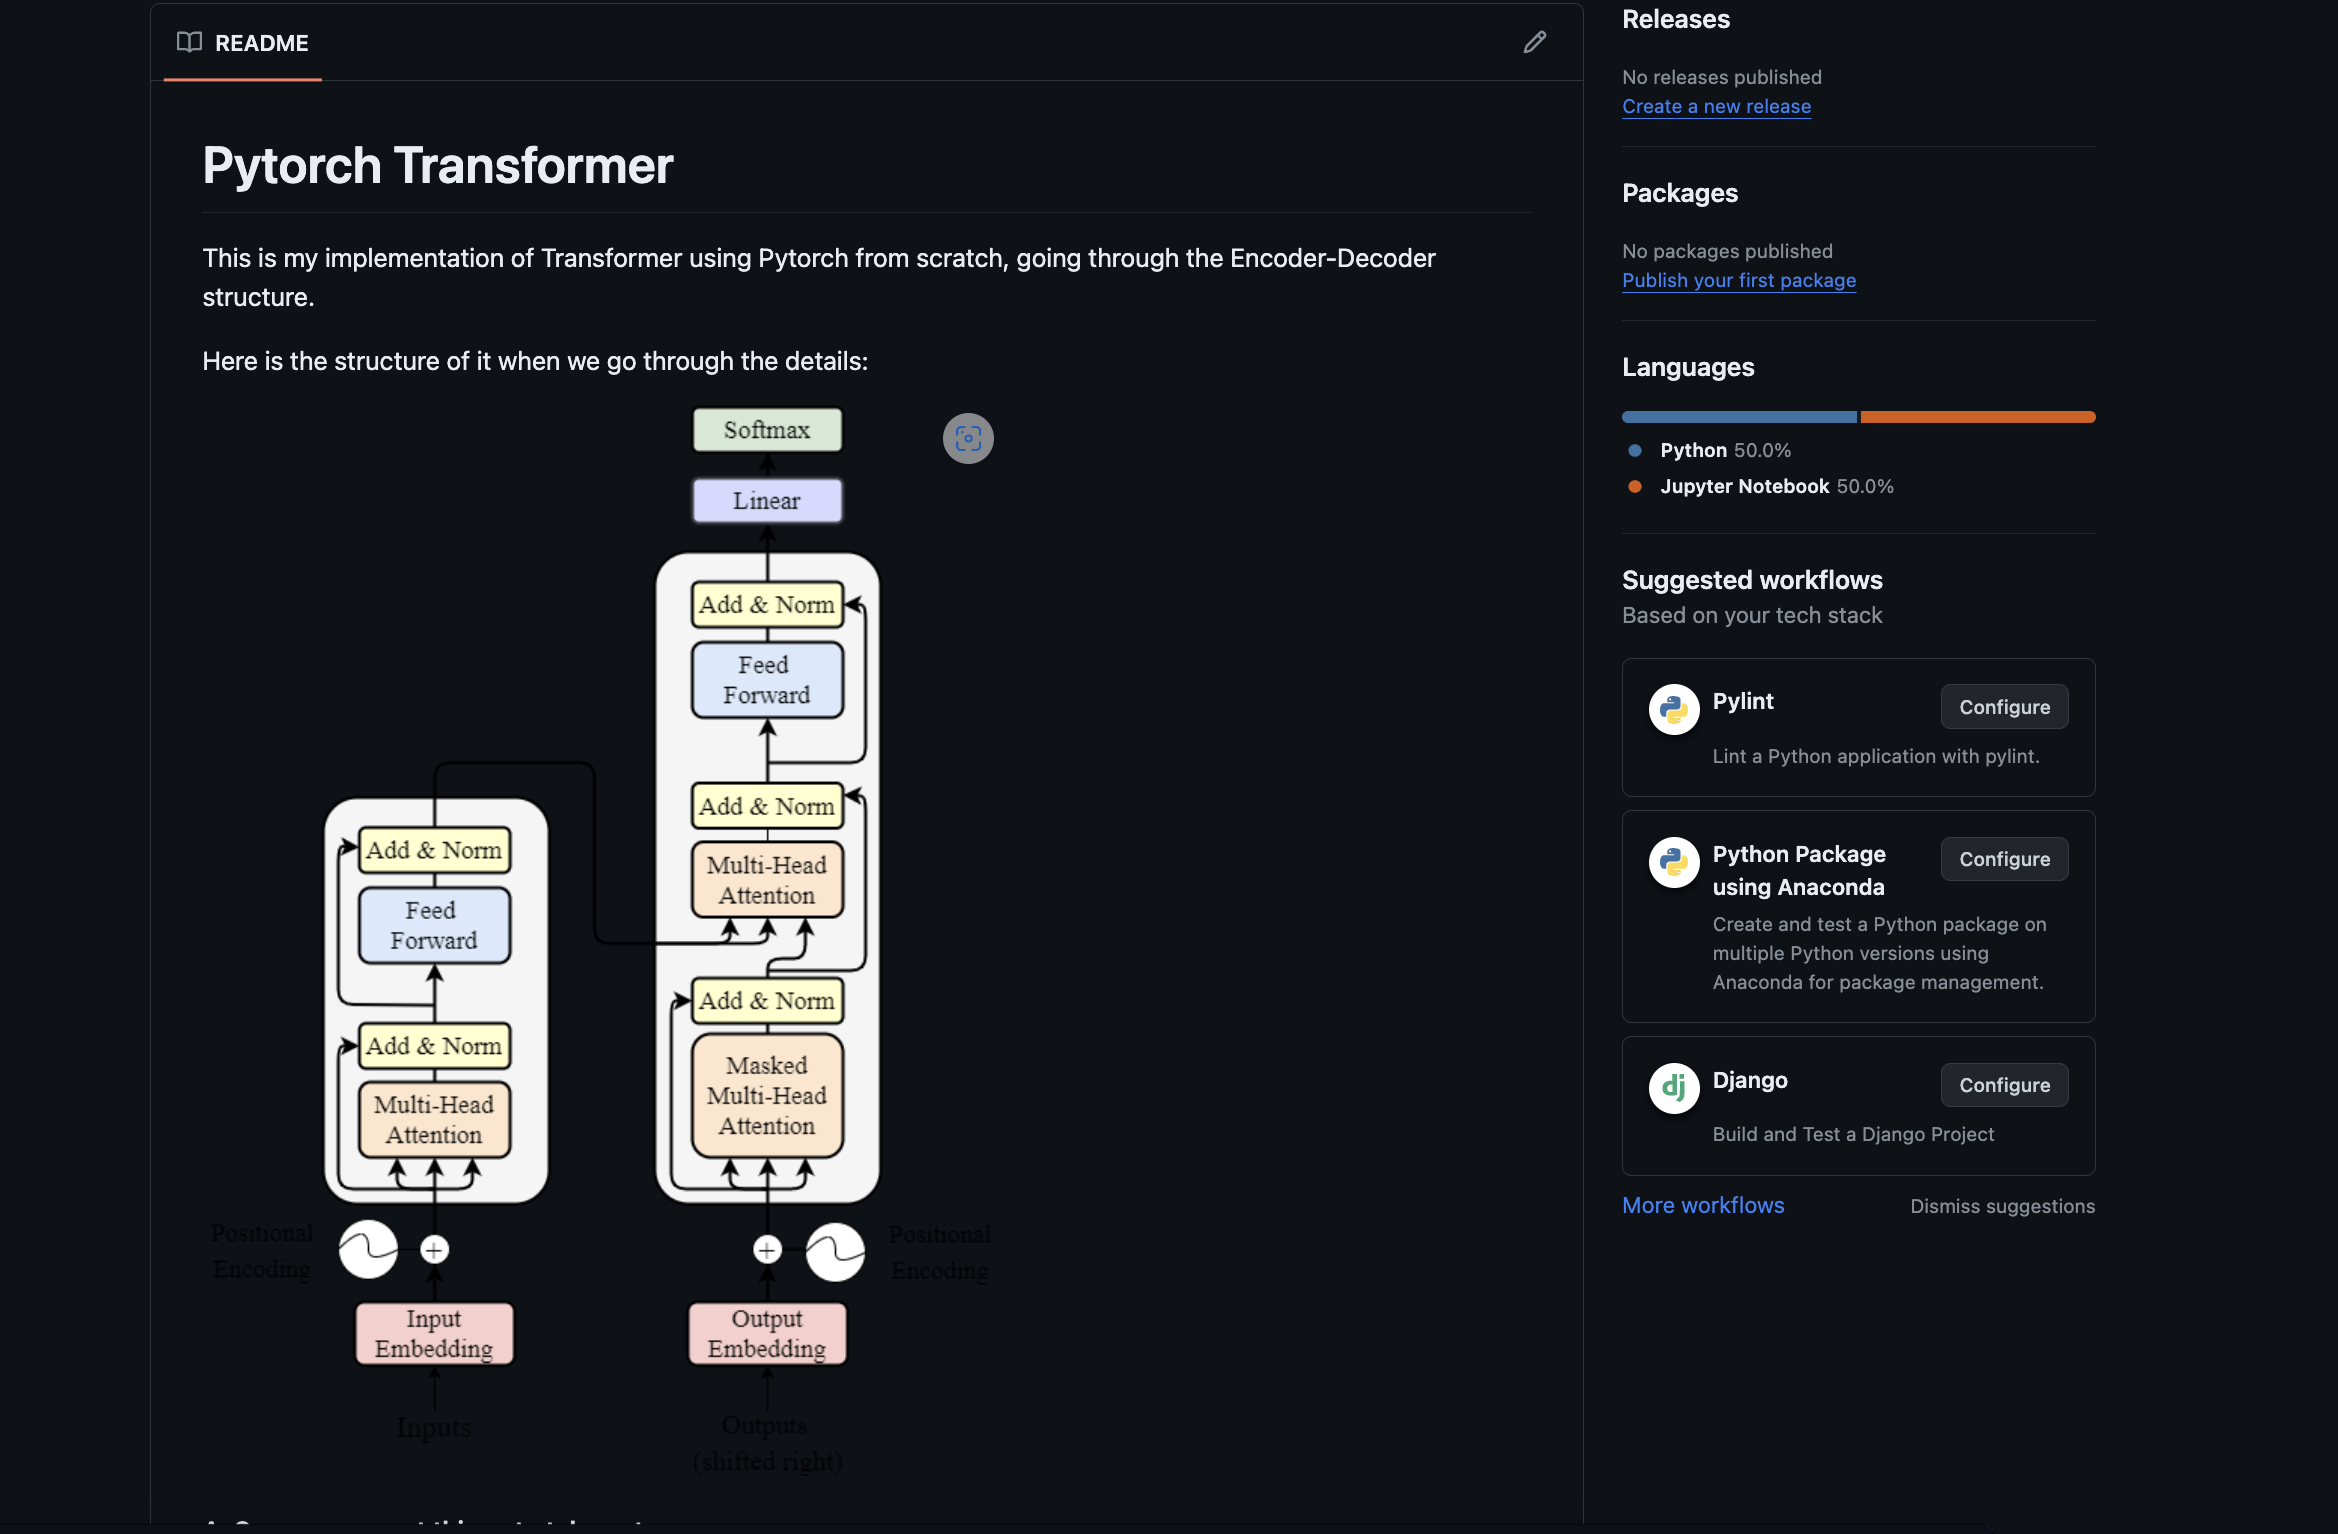 README
Pytorch Transformer
This is my implementation of Transformer using Pytorch from scratch, going through the Encoder-Decoder
structure.
Here is the structure of it when we go through the details:
Softmax
Linear
Add & Norm
Feed
Forward
Add & Norm
Multi-Head
Attention
Add & Norm
Masked
Multi-Head
Attention
Add & Norm
Feed
Forward
Add & Norm
Multi-Head
Attention
Positional
Encoding
Positional
Encoding
Input
Embedding
Output
Embedding
Inputs
Outputs
(shifted right)
Releases
No releases published
Create a new release
Packages
No packages published
Publish your first package
Languages
Python 50.0%
Jupyter Notebook 50.0%
Suggested workflows
Based on your tech stack
Pylint
Configure
Lint a Python application with pylint.
Python Package
using Anaconda
Configure
Create and test a Python package on
multiple Python versions using
Anaconda for package management.
dj
Django
Configure
Build and Test a Django Project
More workflows
Dismiss suggestions